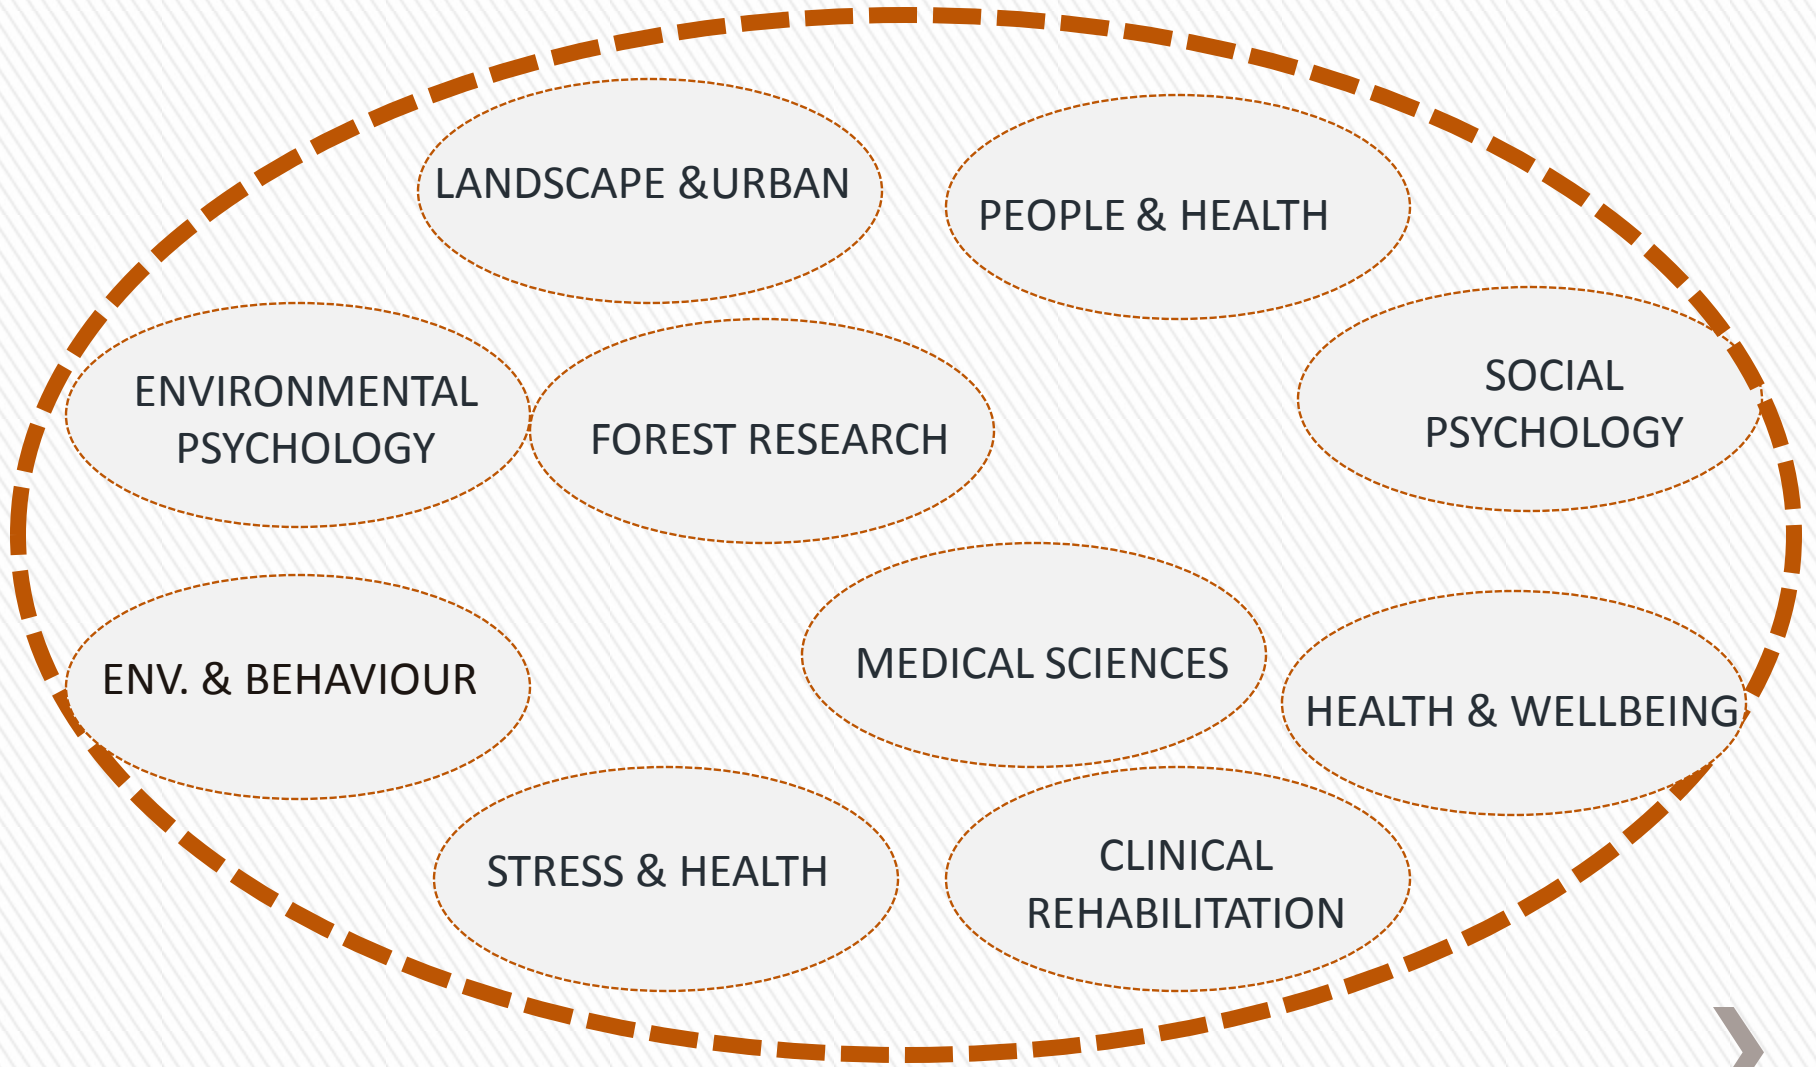 LANDSCAPE &URBAN
PEOPLE & HEALTH
ENVIRONMENTAL
PSYCHOLOGY
FOREST RESEARCH
SOCIAL
PSYCHOLOGY
ENV. & BEHAVIOUR
MEDICAL SCIENCES
HEALTH & WELLBEING
STRESS & HEALTH
CLINICAL
REHABILITATION